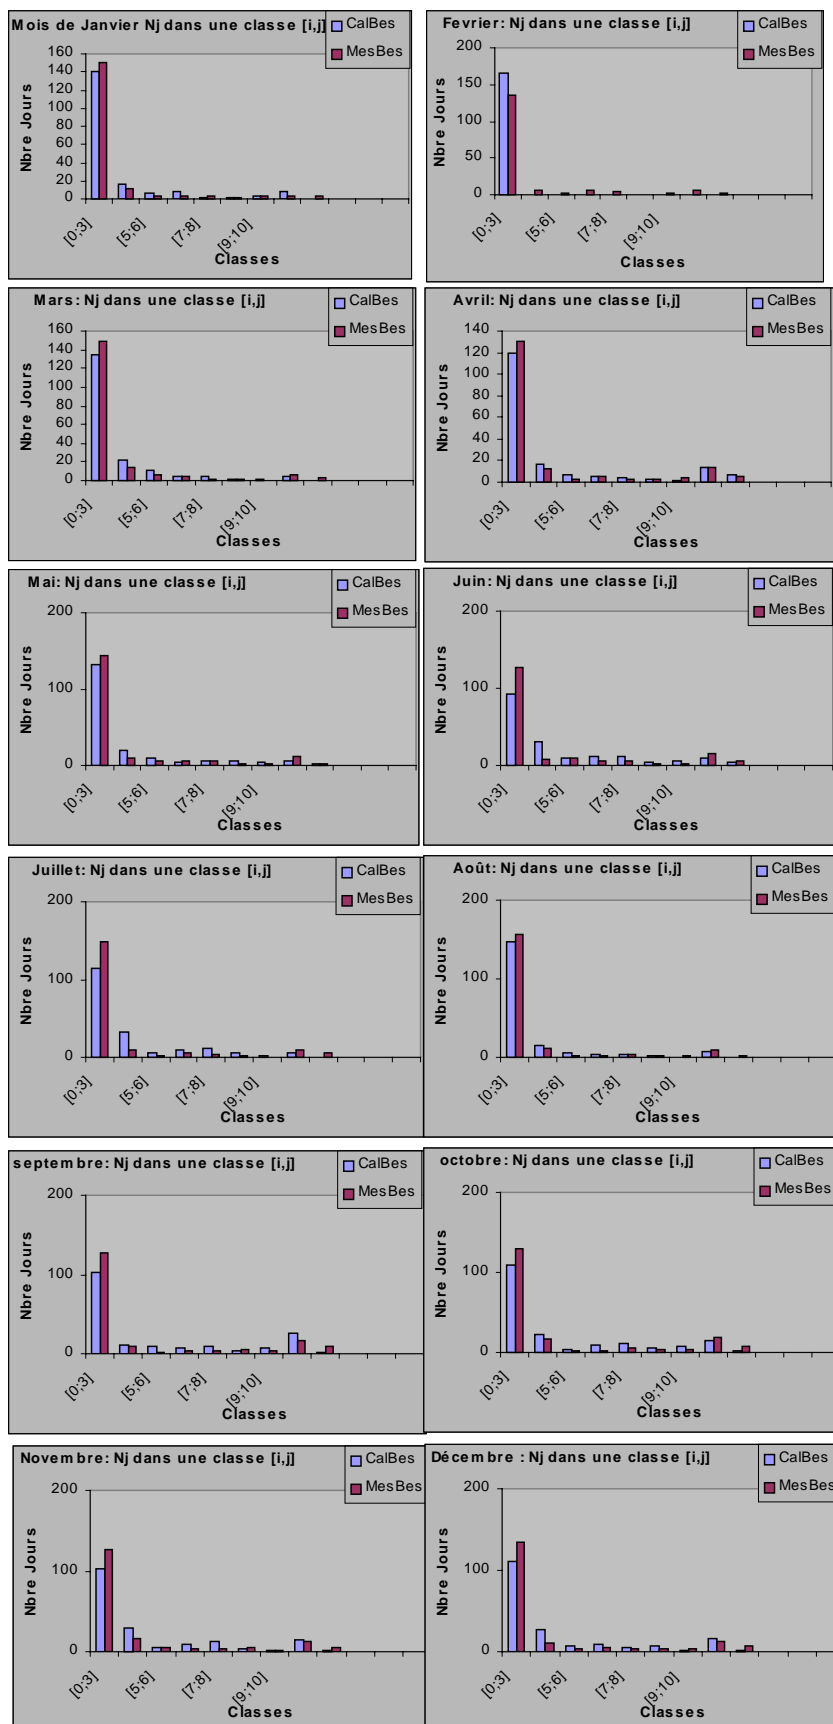 Mois de Janvier Nj dans une classe [i,j]
CalBes
MesBes
Nbre Jours
160
140
120
100
80
60
40
20
0
[0;3]
[5;6]
[7;8]
[9;10]
Classes
Fevrier: Nj dans une classe [i,j]
CalBes
MesBes
Nbre Jours
200
150
100
50
0
[0;3]
[5;6]
[7;8]
[9;10]
Classes
Mars: Nj dans une classe [i,j]
CalBes
MesBes
Nbre Jours
160
140
120
100
80
60
40
20
0
[0;3]
[5;6]
[7;8]
[9;10]
Classes
Avril: Nj dans une classe [i,j]
CalBes
MesBes
Nbre Jours
140
120
100
80
60
40
20
0
[0;3]
[5;6]
[7;8]
[9;10]
Classes
Mai: Nj dans une classe [i,j]
CalBes
MesBes
Nbre Jours
200
100
0
[0;3]
[5;6]
[7;8]
[9;10]
Classes
Juin: Nj dans une classe [i,j]
CalBes
MesBes
Nbre Jours
200
100
0
[0;3]
[5;6]
[7;8]
[9;10]
Classes
Juillet: Nj dans une classe [i,j]
CalBes
MesBes
Nbre Jours
200
100
0
[0;3]
[5;6]
[7;8]
[9;10]
Classes
Août: Nj dans une classe [i,j]
CalBes
MesBes
Nbre Jours
200
100
0
[0;3]
[5;6]
[7;8]
[9;10]
Classes
septembre: Nj dans une classe [i,j]
CalBes
MesBes
Nbre Jours
200
100
0
[0;3]
[5;6]
[7;8]
[9;10]
Classes
octobre: Nj dans une classe [i,j]
CalBes
MesBes
Nbre Jours
200
100
0
[0;3]
[5;6]
[7;8]
[9;10]
Classes
Novembre: Nj dans une classe [i,j]
CalBes
MesBes
Nbre Jours
200
100
0
[0;3]
[5;6]
[7;8]
[9;10]
Classes
Décembre : Nj dans une classe [i,j]
CalBes
MesBes
Nbre Jours
200
100
0
[0;3]
[5;6]
[7;8]
[9;10]
Classes